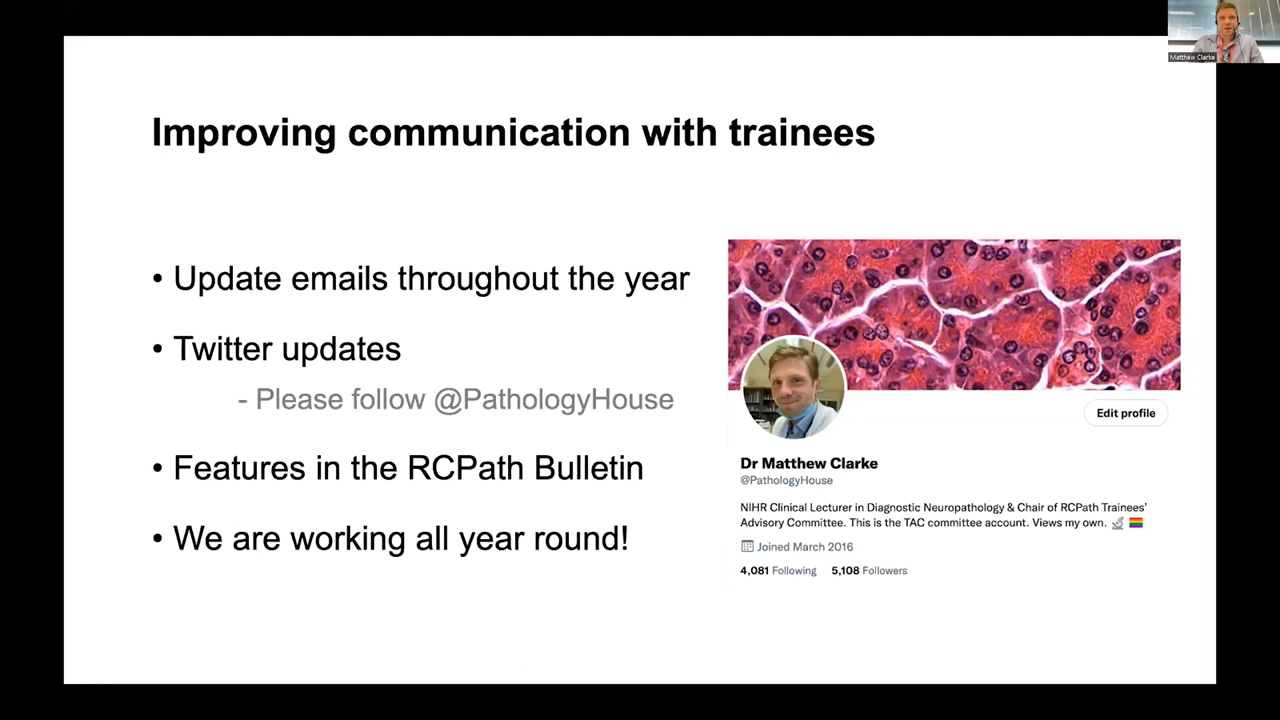 Matthew Clarke
Improving communication with trainees
• Update emails throughout the year
• Twitter updates
- Please follow @PathologyHouse
• Features in the RCPath Bulletin
• We are working all year round!
Edit profile
Dr Matthew Clarke
@PathologyHouse
NIHR Clinical Lecturer in Diagnostic Neuropathology & Chair of RCPath Trainees'
Advisory Committee. This is the TAC committee account. Views my own. 🔬 🏳️‍🌈
Joined March 2016
4,081 Following 5,108 Followers